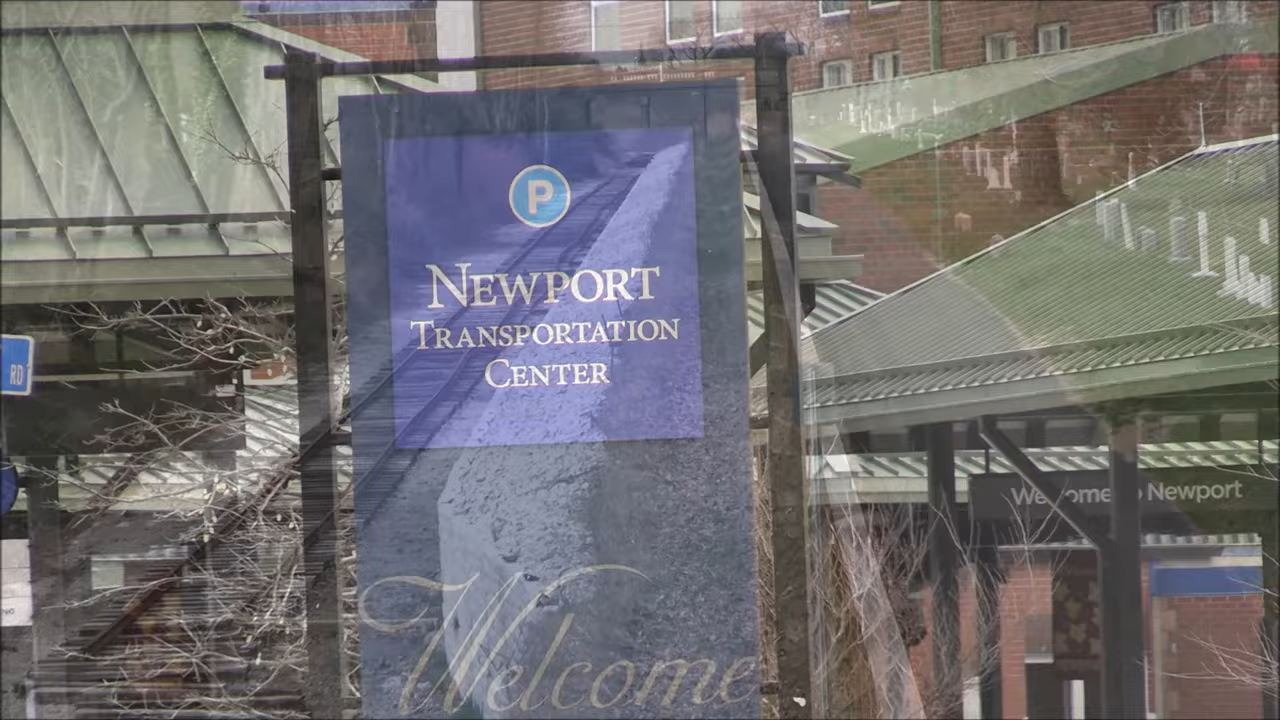 P
Newport
Transportation
Center
RD
Welcome to Newport
Welcome